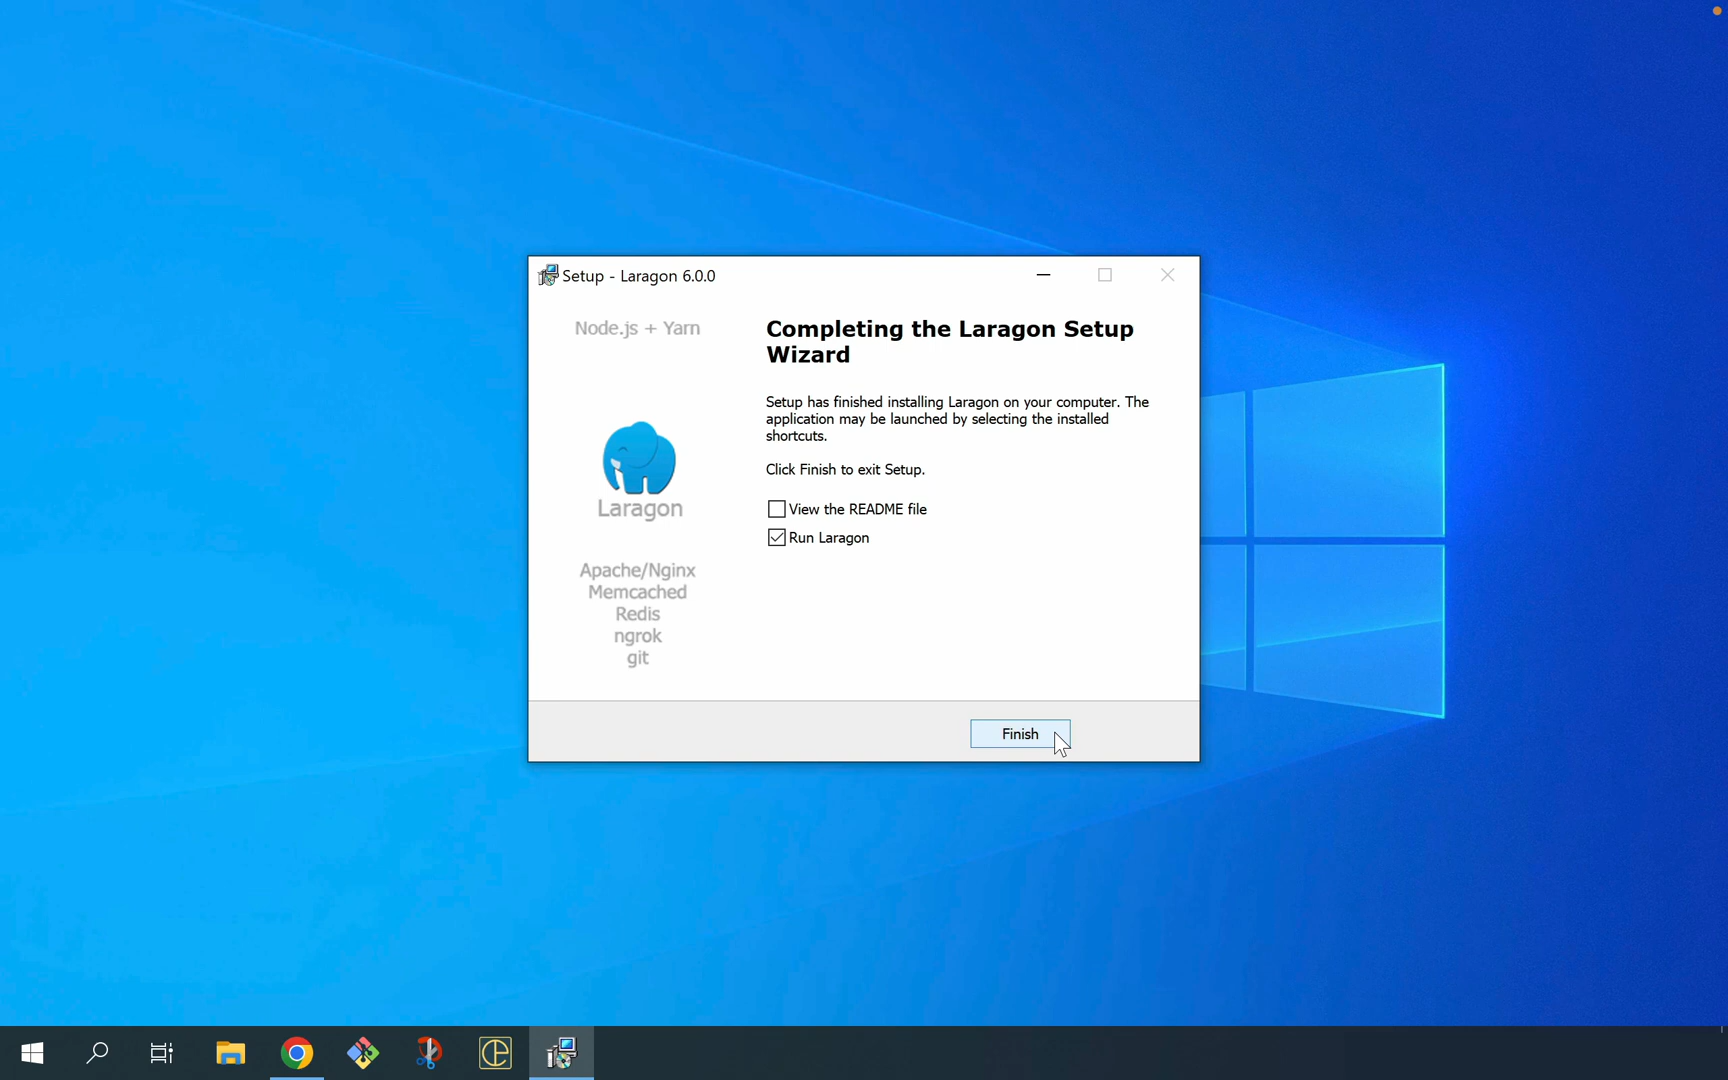 Setup - Laragon 6.0.0
Node.js + Yarn
Laragon
Apache/Nginx
Memcached
Redis
ngrok
git
Completing the Laragon Setup
Wizard
Setup has finished installing Laragon on your computer. The
application may be launched by selecting the installed
shortcuts.
Click Finish to exit Setup.
View the README file
Run Laragon
Finish